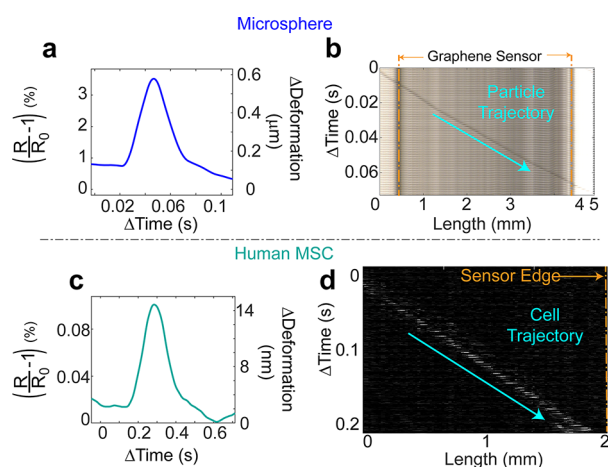 Microsphere
a
(R/R0 -1) (%)
3
2
1
0
0.02 0.06 0.1
ΔTime (s)
0.6
0.4
0.2
0
ΔDeformation
(μm)
b
Graphene Sensor
0
0.02
0.04
0.06
ΔTime (s)
Particle
Trajectory
0 1 2 3 4 5
Length (mm)
Human MSC
c
(R/R0 -1) (%)
0.08
0.04
0
0 0.2 0.4 0.6
ΔTime (s)
14
8
4
0
ΔDeformation
(nm)
d
Sensor Edge
0
0.1
0.2
ΔTime (s)
Cell
Trajectory
0 1 2
Length (mm)